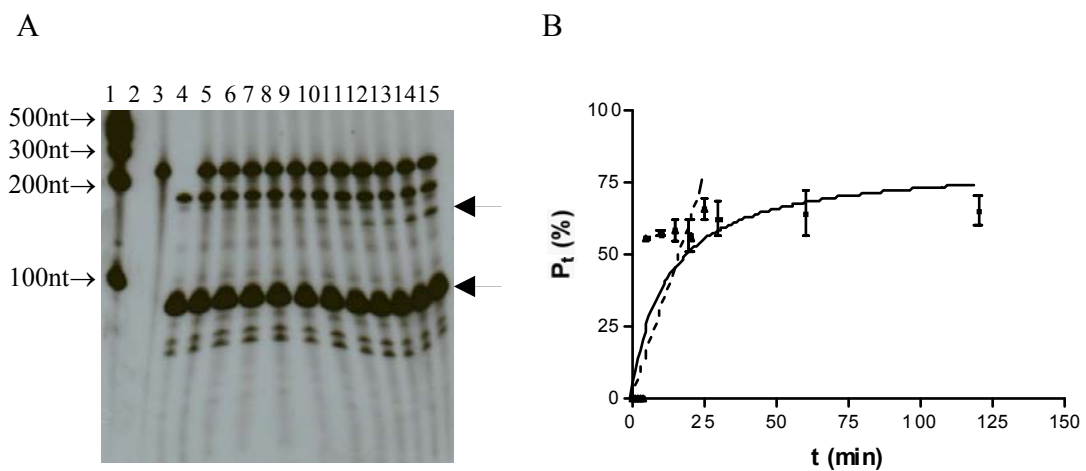 A
1 2 3 4 5 6 7 8 9 10 11 12 13 14 15
500nt→
300nt→
200nt→
100nt→
B
100
75
50
25
0
Pt (%)
0 25 50 75 100 125 150
t (min)